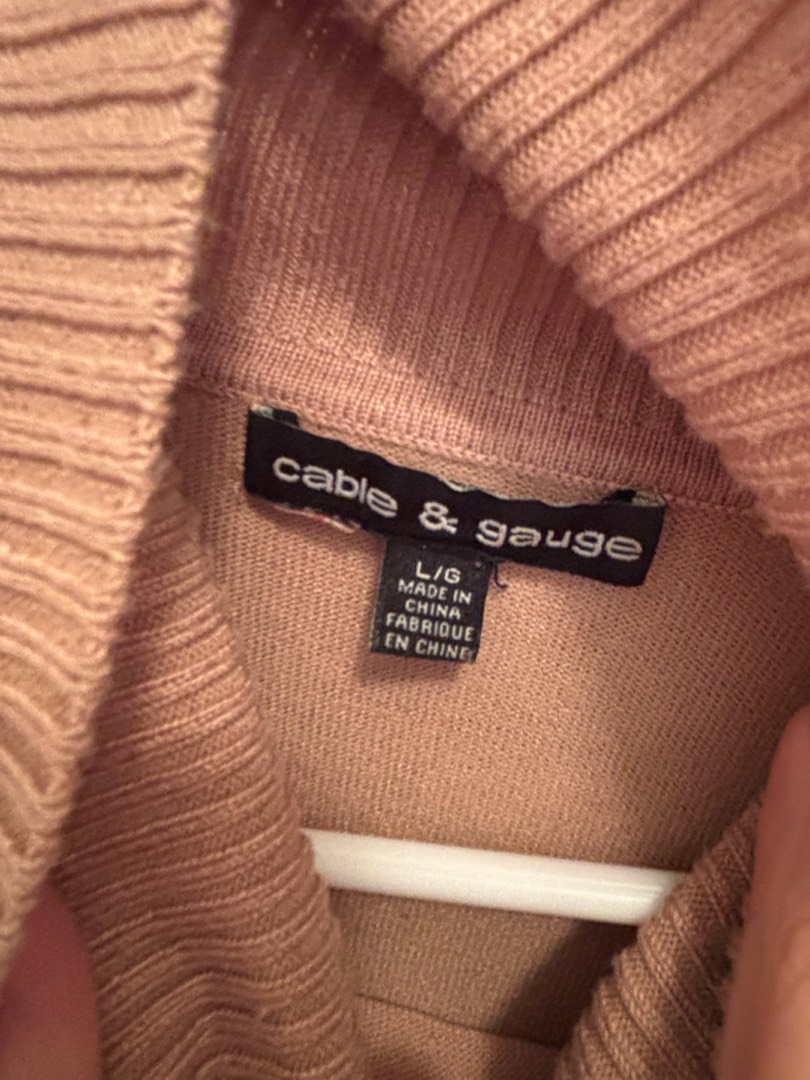 cable & gauge
L/G
MADE IN
CHINA
FABRIQUE
EN CHINE